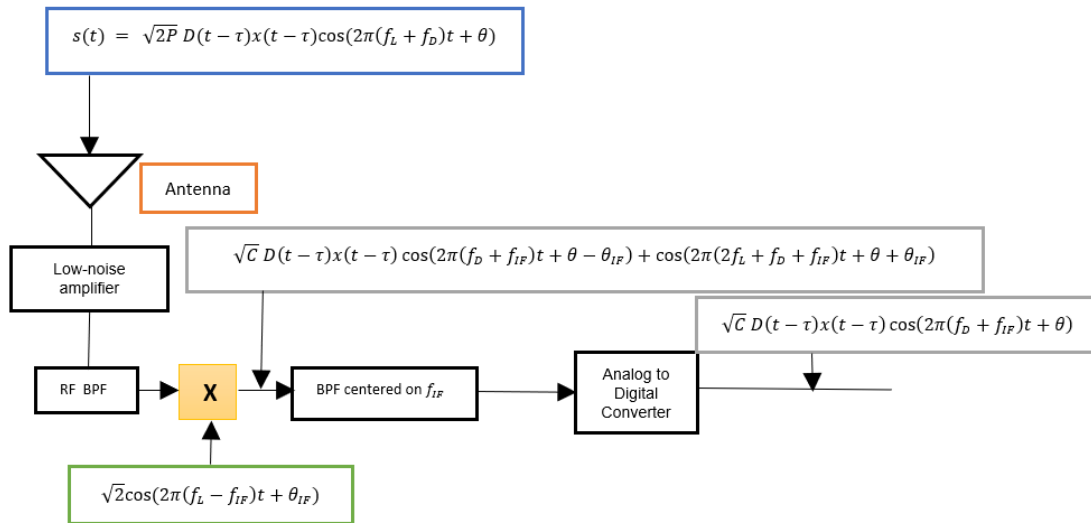 s(t) = √2P D(t − τ)x(t − τ)cos(2π(f_L + f_D)t + θ)
Antenna
√C D(t − τ)x(t − τ) cos(2π(f_D + f_IF)t + θ − θ_IF) + cos(2π(2f_L + f_D + f_IF)t + θ + θ_IF)
Low-noise
amplifier
√C D(t − τ)x(t − τ) cos(2π(f_D + f_IF)t + θ)
RF BPF
X
BPF centered on f_IF
Analog to
Digital
Converter
√2cos(2π(f_L − f_IF)t + θ_IF)